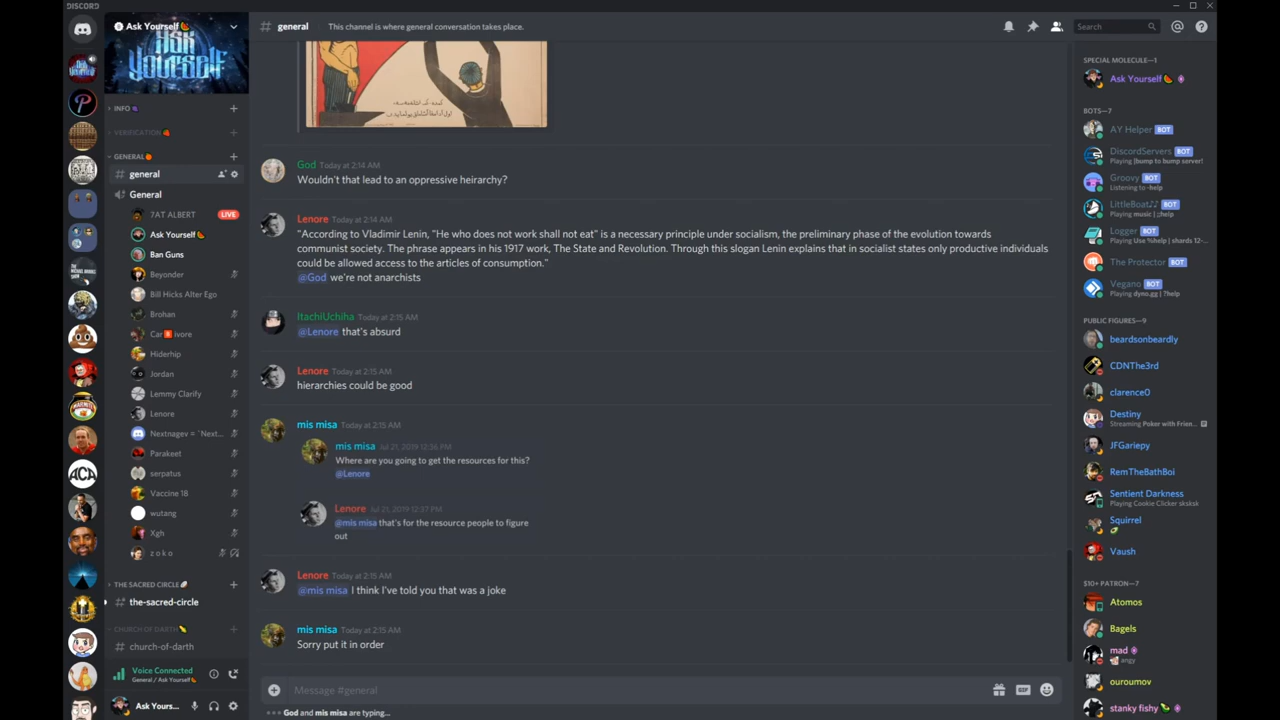 DISCORD
Ask Yourself
ASK
YOURSELF
INFO
VERIFICATION
GENERAL
general
General
7AT ALBERT LIVE
Ask Yourself
Ban Guns
Beyonder
Bill Hicks Alter Ego
Brohan
Car B ivore
Hiderhip
Jordan
Lemmy Clarify
Lenore
Nextnagev = `Next...
Parakeet
serpatus
Vaccine 18
wutang
Xgh
z o k o
THE SACRED CIRCLE
the-sacred-circle
CHURCH OF DARTH
church-of-darth
Voice Connected
General / Ask Yourself
Ask Yours...
ACA
# general This channel is where general conversation takes place.
Search
God Today at 2:14 AM
Wouldn't that lead to an oppressive heirarchy?
Lenore Today at 2:14 AM
"According to Vladimir Lenin, "He who does not work shall not eat" is a necessary principle under socialism, the preliminary phase of the evolution towards
communist society. The phrase appears in his 1917 work, The State and Revolution. Through this slogan Lenin explains that in socialist states only productive individuals
could be allowed access to the articles of consumption."
@God we're not anarchists
ItachiUchiha Today at 2:15 AM
@Lenore that's absurd
Lenore Today at 2:15 AM
hierarchies could be good
mis misa Today at 2:15 AM
mis misa Jul 21, 2019 12:36 PM
Where are you going to get the resources for this?
@Lenore
Lenore Jul 21, 2019 12:37 PM
@mis misa that's for the resource people to figure
out
Lenore Today at 2:15 AM
@mis misa I think I've told you that was a joke
mis misa Today at 2:15 AM
Sorry put it in order
Message #general
GIF
God and mis misa are typing...
SPECIAL MOLECULE—1
Ask Yourself
BOTS—7
AY Helper BOT
DiscordServers BOT
Playing !bump to bump server!
Groovy BOT
Listening to -help
LittleBoat♪♫ BOT
Playing music | ;;help
Logger BOT
Playing Use %help | shards 12-...
The Protector BOT
Vegano BOT
Playing dyno.gg | ?help
PUBLIC FIGURES—9
beardsonbeardly
CDNThe3rd
clarence0
Destiny
Streaming Poker with Frien...
JFGariepy
RemTheBathBoi
Sentient Darkness
Playing Cookie Clicker sksksk
Squirrel
Vaush
$10+ PATRON—7
Atomos
Bagels
mad
angy
ouroumov
stanky fishy